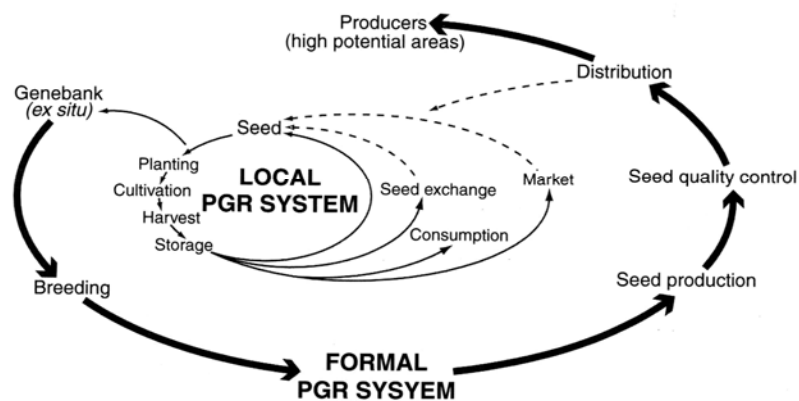 Producers
(high potential areas)
Distribution
Genebank
(ex situ)
Seed
Planting
LOCAL
PGR SYSTEM
Seed exchange
Market
Seed quality control
Cultivation
Harvest
Storage
Consumption
Breeding
Seed production
FORMAL
PGR SYSYEM